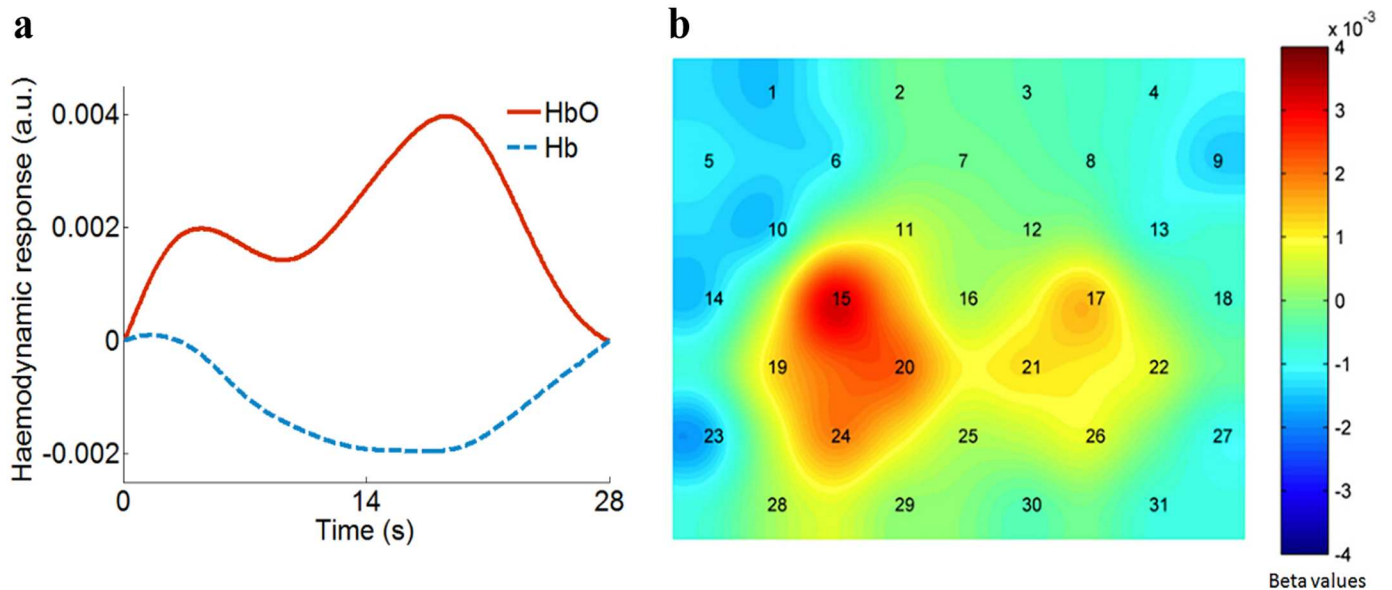 a
Haemodynamic response (a.u.)
0.004
0.002
0
-0.002
0
14
28
Time (s)
HbO
Hb
b
1 2 3 4
5 6 7 8 9
10 11 12 13
14 15 16 17 18
19 20 21 22
23 24 25 26 27
28 29 30 31
x 10⁻³
4
3
2
1
0
-1
-2
-3
-4
Beta values